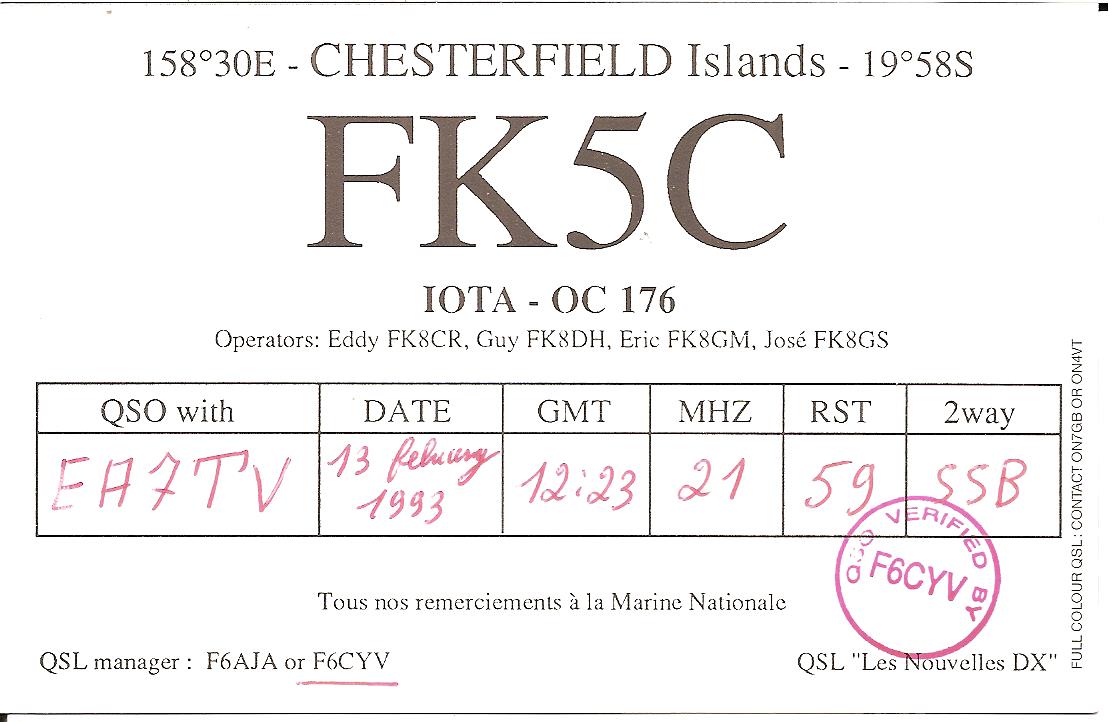 158°30E - CHESTERFIELD Islands - 19°58S
FK5C
IOTA - OC 176
Operators: Eddy FK8CR, Guy FK8DH, Eric FK8GM, José FK8GS
QSO with DATE GMT MHZ RST 2way
EA7TV 13 february 1993 12:23 21 59 SSB
QSO VERIFIED BY
F6CYV
Tous nos remerciements à la Marine Nationale
QSL manager : F6AJA or F6CYV
QSL "Les Nouvelles DX"
FULL COLOUR QSL: CONTACT ON7GB OR ON4VT